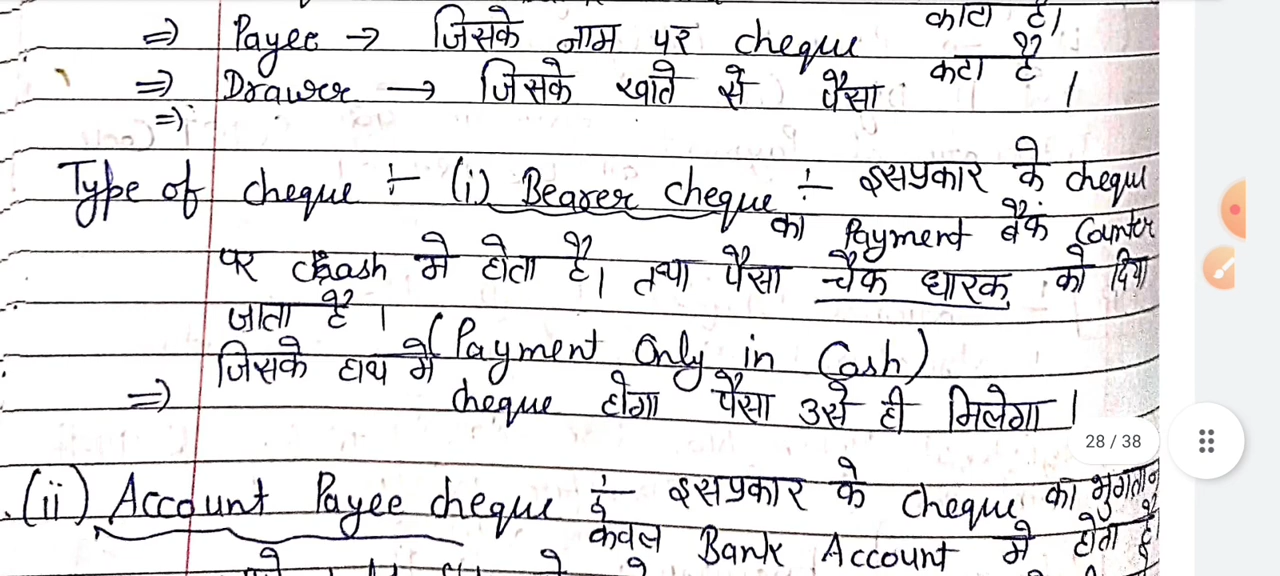 काटा है।
=> Payee → जिसके नाम पर cheque कटा है
=> Drawer → जिसके खाते से पैसा ।
=>
Type of cheque ÷ (i) Bearer cheque ÷ इसप्रकार के cheque
का Payment बैंक Counter
पर cash मे होता है। तथा पैसा चैक धारक को दिया
जाता है । (Payment Only in Cash)
=> जिसके हाथ मे cheque होगा पैसा उसे ही मिलेगा ।
28 / 38
(ii) Account Payee cheque ÷ इसप्रकार के cheque का भुगतान
केवल Bank Account मे होता है